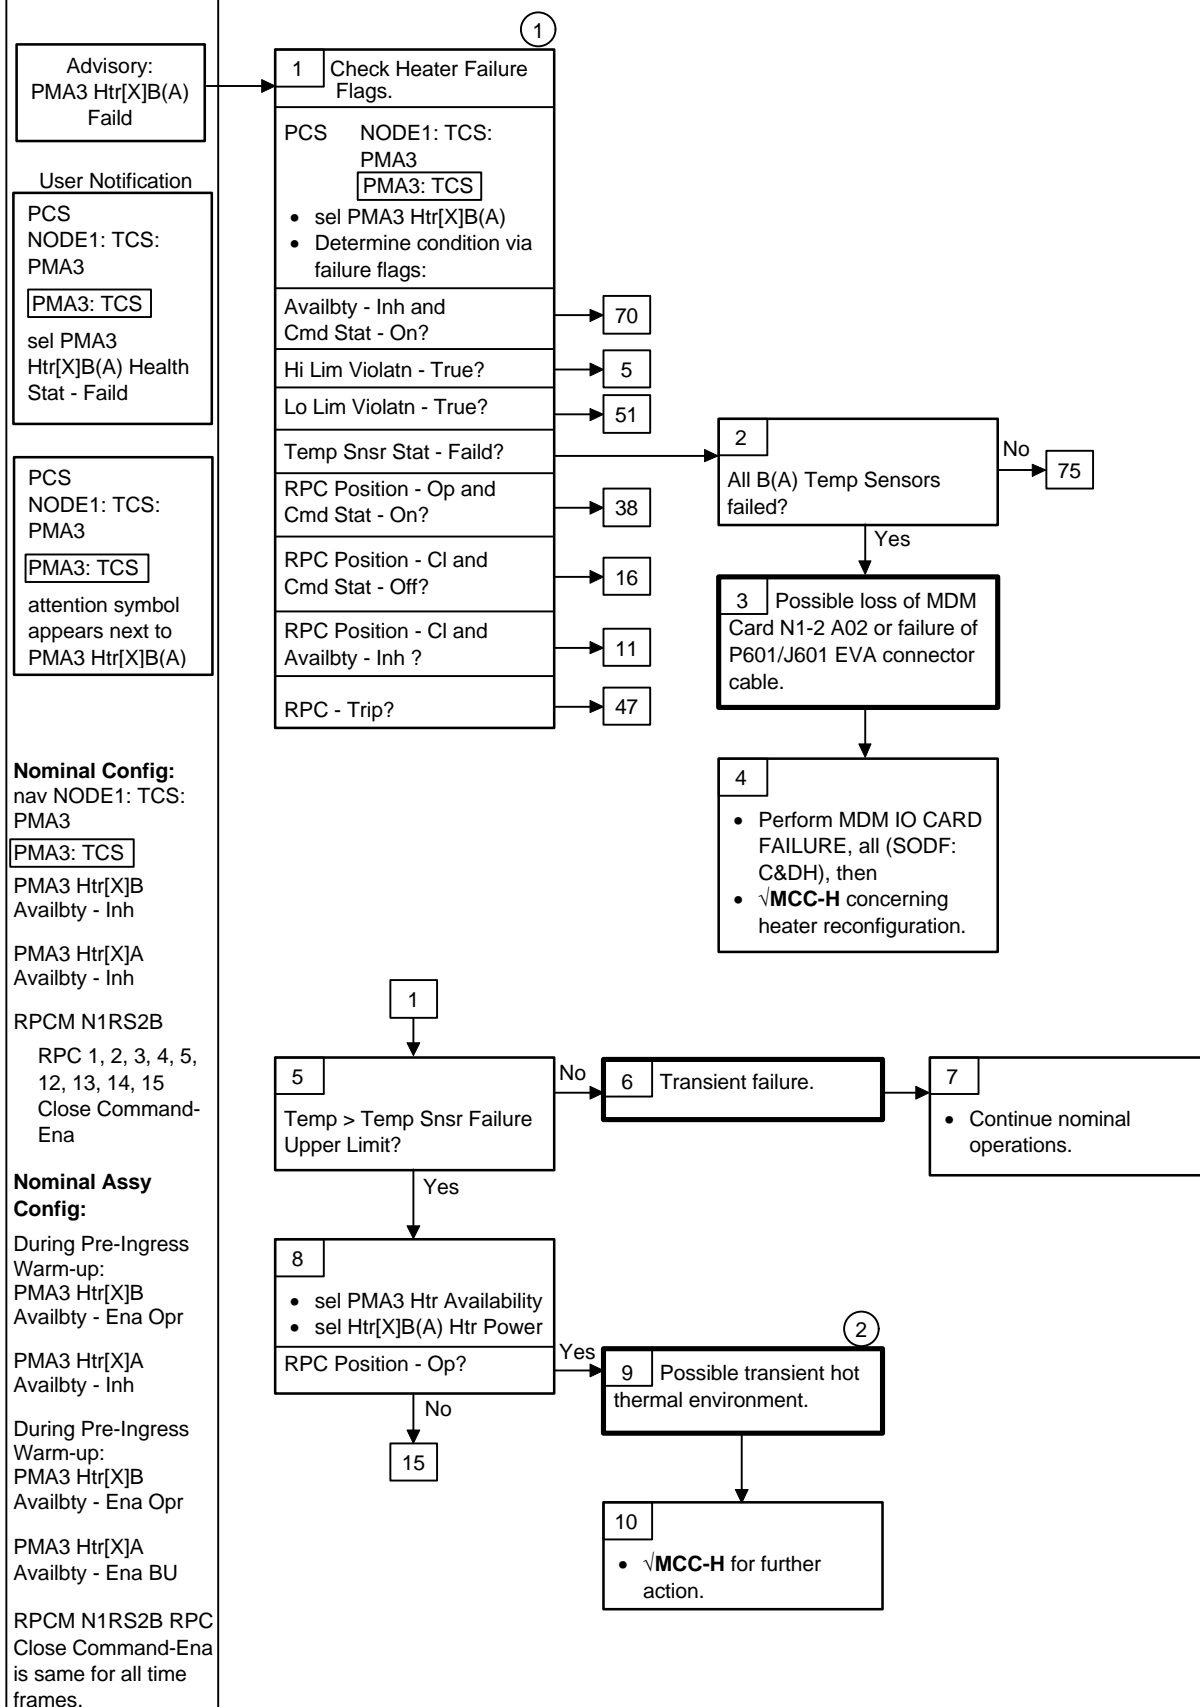 Advisory:
PMA3 Htr[X]B(A)
Faild
User Notification
PCS
NODE1: TCS:
PMA3
PMA3: TCS
sel PMA3
Htr[X]B(A) Health
Stat - Faild
PCS
NODE1: TCS:
PMA3
PMA3: TCS
attention symbol
appears next to
PMA3 Htr[X]B(A)
Nominal Config:
nav NODE1: TCS:
PMA3
PMA3: TCS
PMA3 Htr[X]B
Availbty - Inh
PMA3 Htr[X]A
Availbty - Inh
RPCM N1RS2B
RPC 1, 2, 3, 4, 5,
12, 13, 14, 15
Close Command-
Ena
Nominal Assy
Config:
During Pre-Ingress
Warm-up:
PMA3 Htr[X]B
Availbty - Ena Opr
PMA3 Htr[X]A
Availbty - Inh
During Pre-Ingress
Warm-up:
PMA3 Htr[X]B
Availbty - Ena Opr
PMA3 Htr[X]A
Availbty - Ena BU
RPCM N1RS2B RPC
Close Command-Ena
is same for all time
frames.
1
1 Check Heater Failure
Flags.
PCS NODE1: TCS:
PMA3
PMA3: TCS
• sel PMA3 Htr[X]B(A)
• Determine condition via
failure flags:
Availbty - Inh and
Cmd Stat - On?
70
Hi Lim Violatn - True?
5
Lo Lim Violatn - True?
51
Temp Snsr Stat - Faild?
RPC Position - Op and
Cmd Stat - On?
38
RPC Position - Cl and
Cmd Stat - Off?
16
RPC Position - Cl and
Availbty - Inh ?
11
RPC - Trip?
47
2
All B(A) Temp Sensors
failed?
No
75
Yes
3 Possible loss of MDM
Card N1-2 A02 or failure of
P601/J601 EVA connector
cable.
4
• Perform MDM IO CARD
FAILURE, all (SODF:
C&DH), then
• √MCC-H concerning
heater reconfiguration.
1
5
Temp > Temp Snsr Failure
Upper Limit?
No
6 Transient failure.
7
• Continue nominal
operations.
Yes
8
• sel PMA3 Htr Availability
• sel Htr[X]B(A) Htr Power
RPC Position - Op?
Yes
No
15
2
9 Possible transient hot
thermal environment.
10
• √MCC-H for further
action.